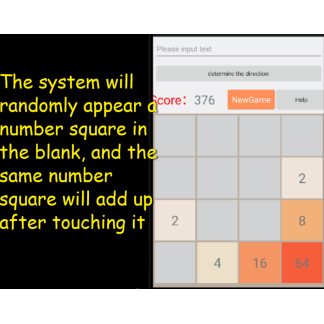 Please input text
determine the direction
Score: 376 NewGame Help
The system will
randomly appear a
number square in
the blank, and the
same number
square will add up
after touching it
2
2 8
4 16 64